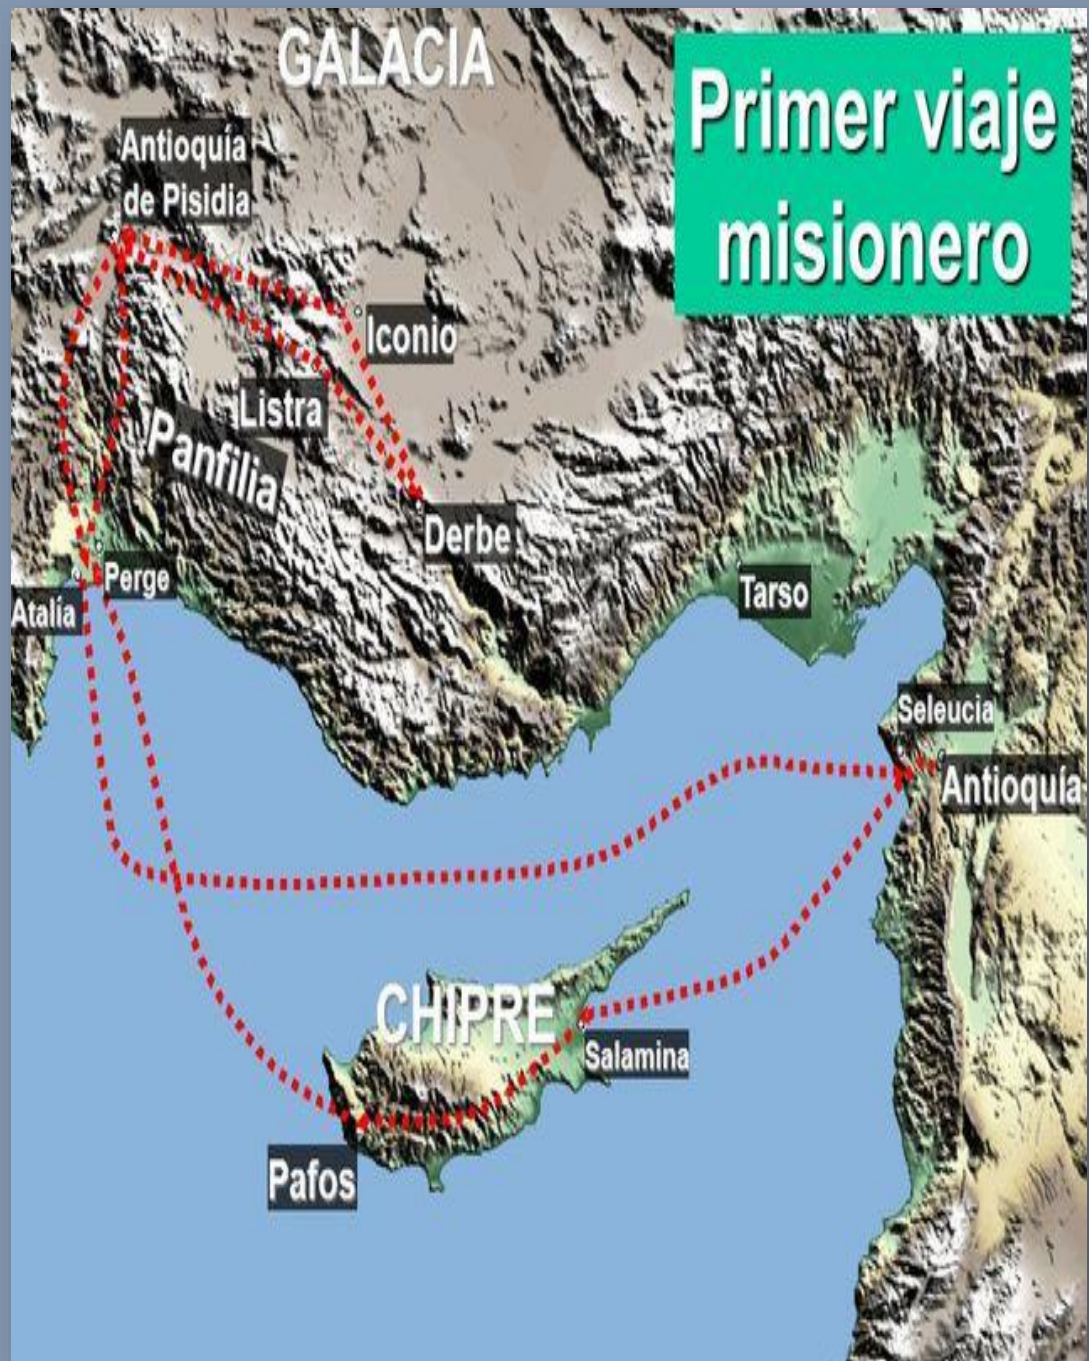 GALACIA
Primer viaje
misionero
Antioquía
de Pisidia
Iconio
Listra
Panfilia
Derbe
Perge
Atalía
Tarso
Seleucia
Antioquía
CHIPRE
Salamina
Pafos